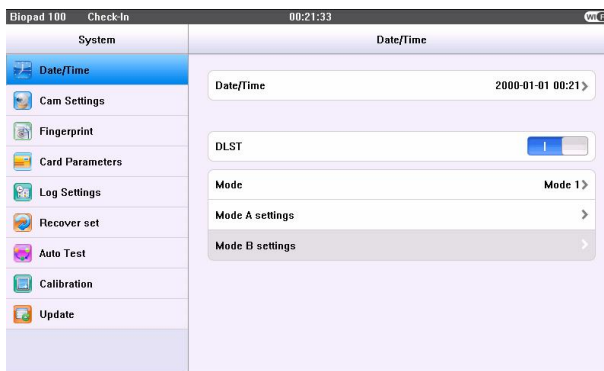 Biopad 100 Check-In 00:21:33
System
Date/Time
Cam Settings
Fingerprint
Card Parameters
Log Settings
Recover set
Auto Test
Calibration
Update
Date/Time
Date/Time 2000-01-01 00:21
DLST
Mode Mode 1
Mode A settings
Mode B settings